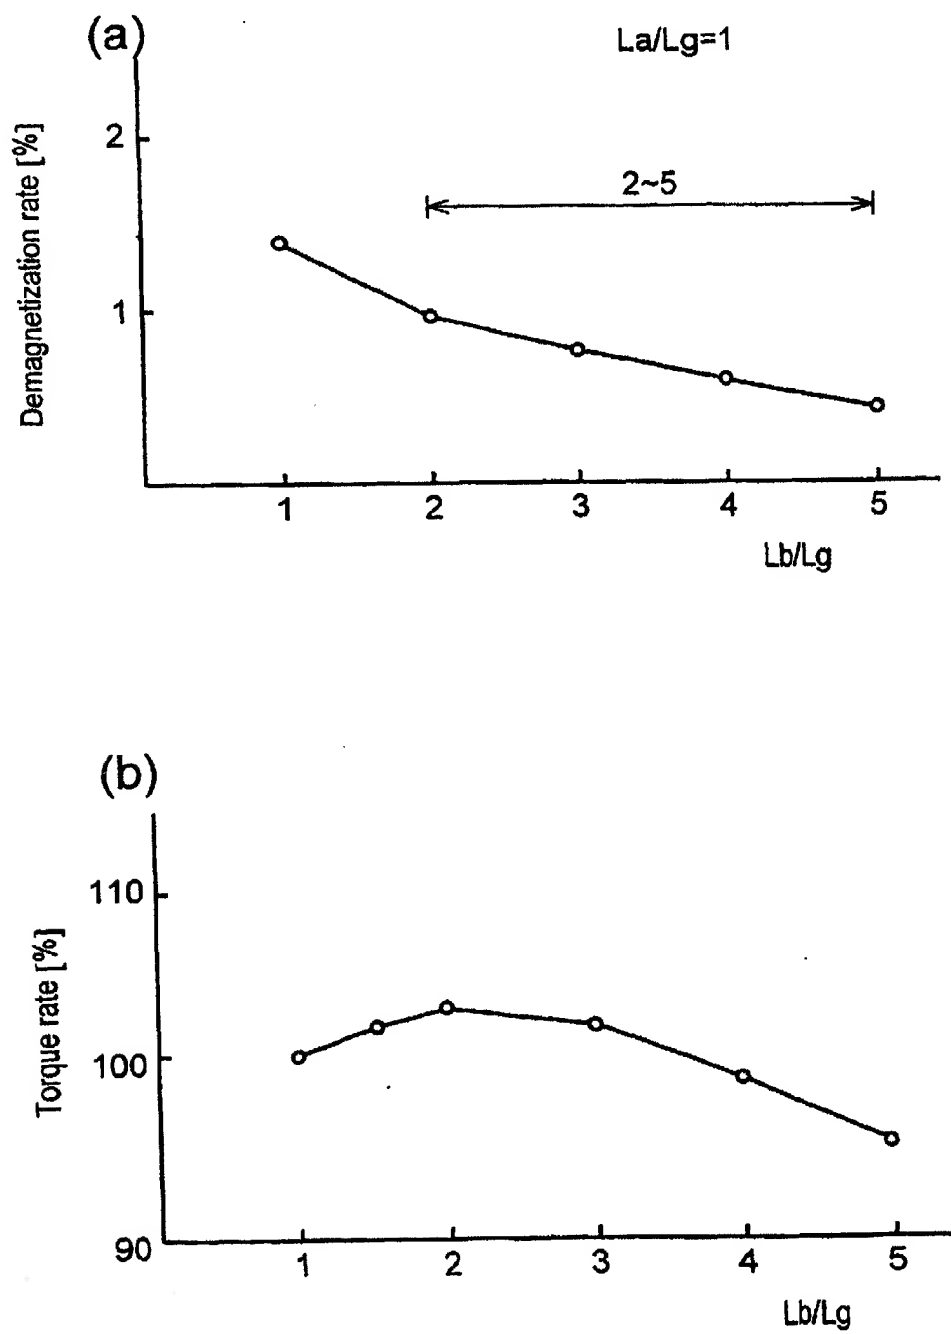 (a)
La/Lg=1
Demagnetization rate [%]
2
1
2~5
1 2 3 4 5
Lb/Lg
(b)
Torque rate [%]
110
100
90
1 2 3 4 5
Lb/Lg